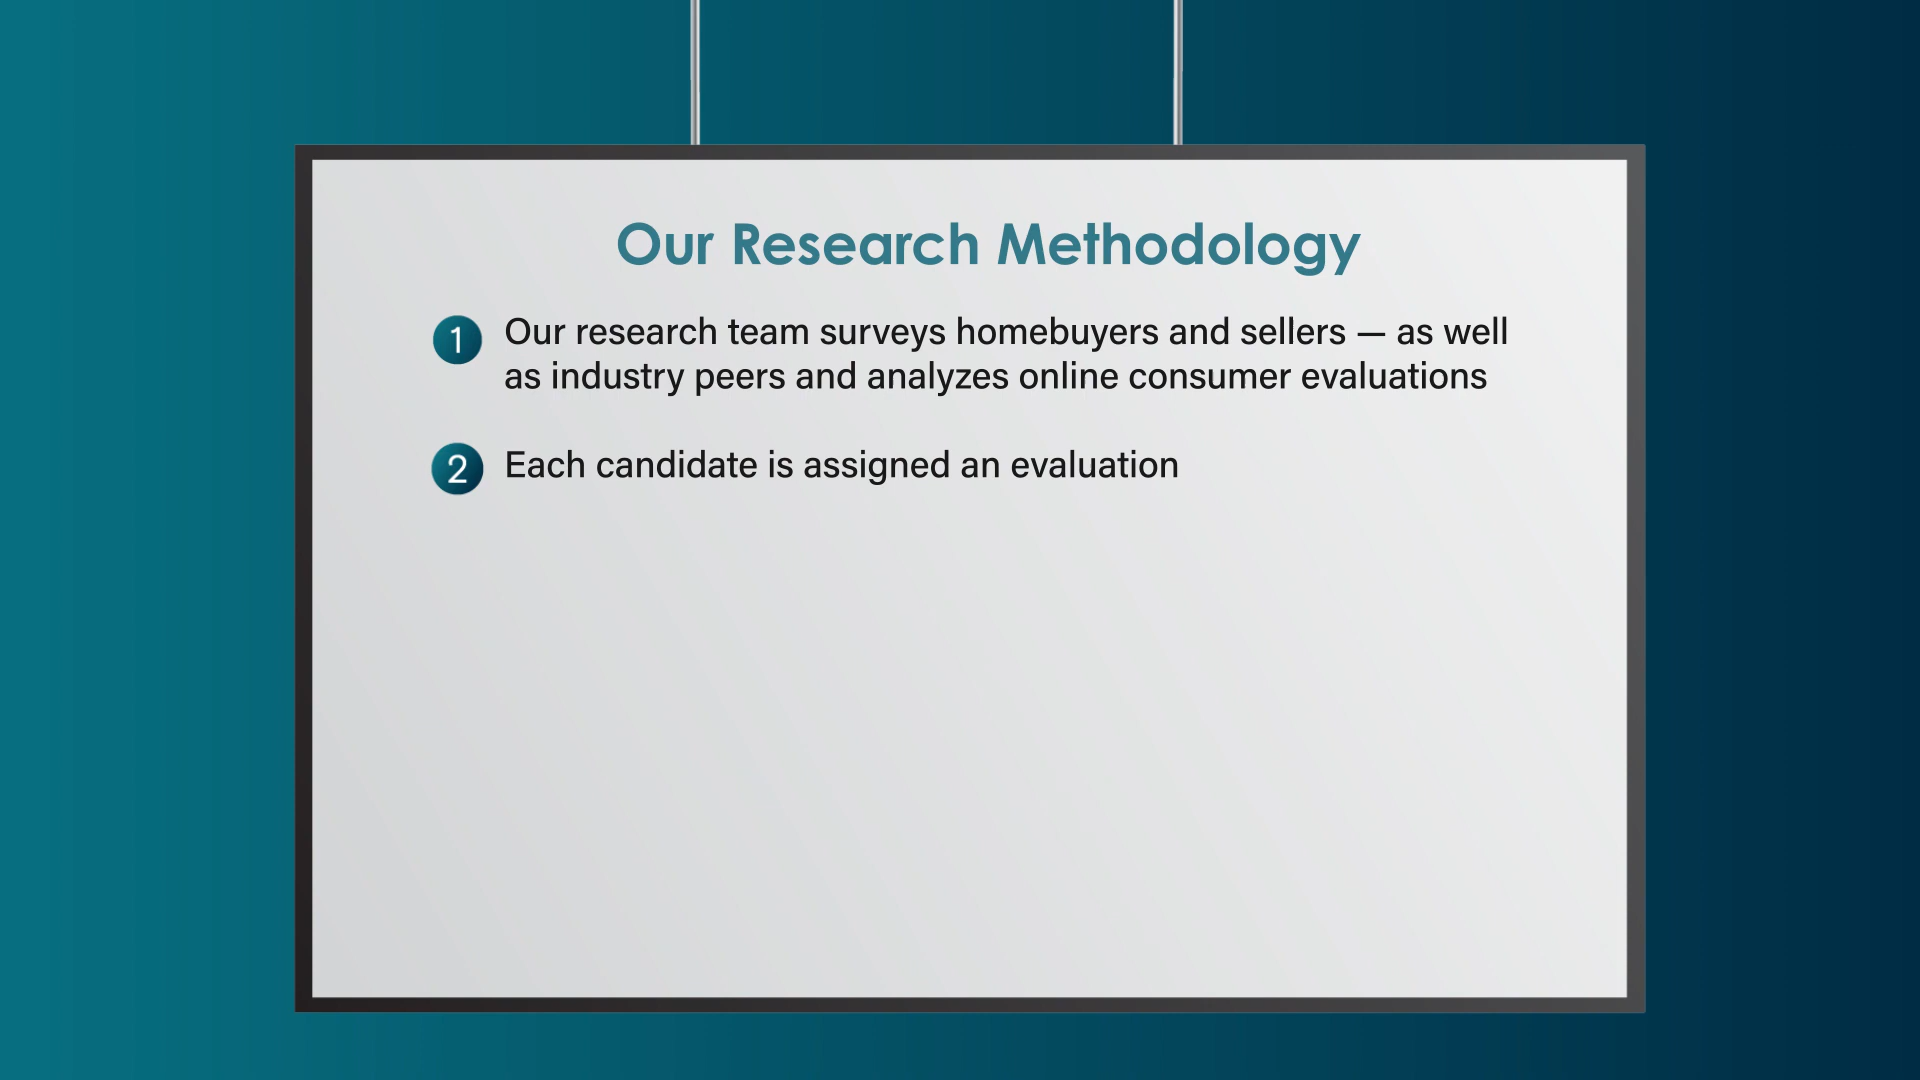 Our Research Methodology
1 Our research team surveys homebuyers and sellers — as well
as industry peers and analyzes online consumer evaluations
2 Each candidate is assigned an evaluation